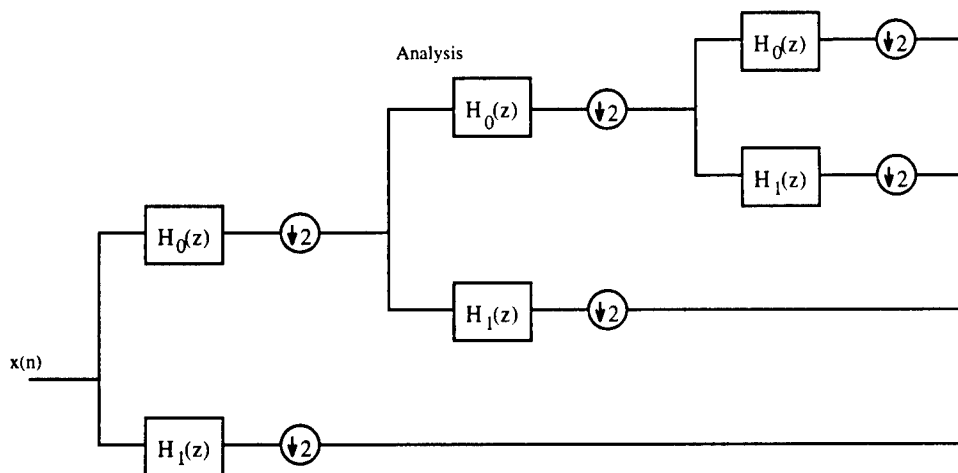 Analysis
H₀(z)
↓2
H₀(z)
↓2
H₁(z)
↓2
H₀(z)
↓2
H₁(z)
↓2
x(n)
H₁(z)
↓2